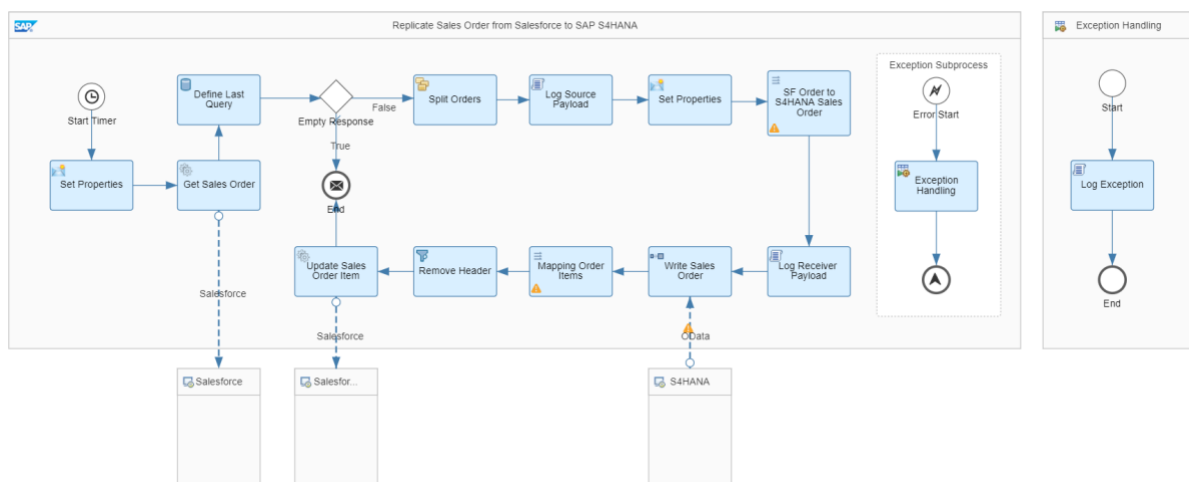 SAP
Replicate Sales Order from Salesforce to SAP S4HANA
Exception Handling
Start Timer
Define Last
Query
Empty Response
False
True
Split Orders
Log Source
Payload
Set Properties
SF Order to
S4HANA Sales
Order
Exception Subprocess
Error Start
Start
Set Properties
Get Sales Order
End
Exception
Handling
Log Exception
Update Sales
Order Item
Remove Header
Mapping Order
Items
Write Sales
Order
Log Receiver
Payload
End
Salesforce
Salesforce
OData
Salesforce
Salesfor...
S4HANA